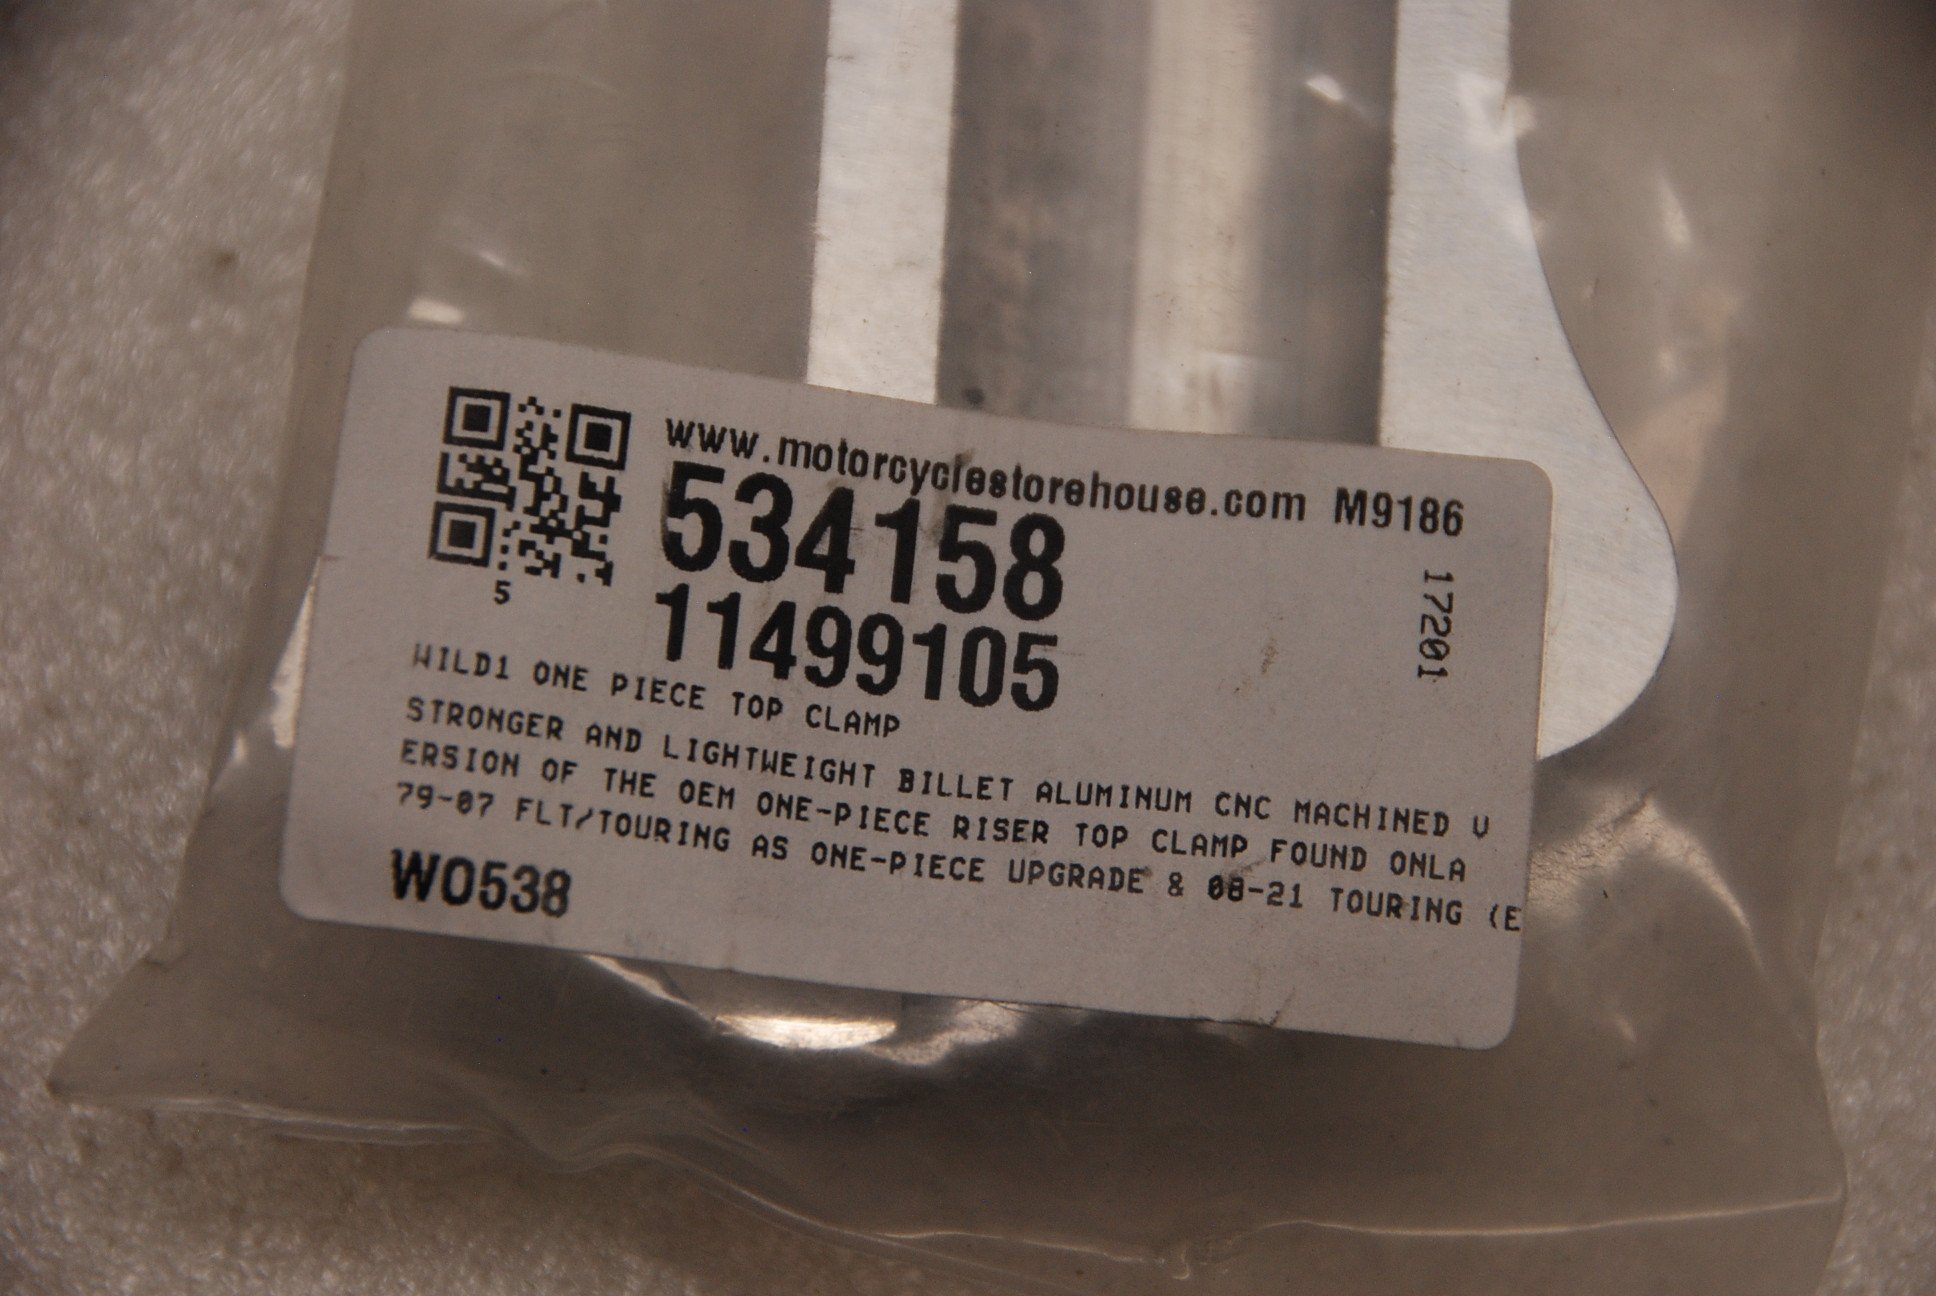 www.motorcyclestorehouse.com M9186
534158
11499105
17201
5
WILD1 ONE PIECE TOP CLAMP
STRONGER AND LIGHTWEIGHT BILLET ALUMINUM CNC MACHINED V
ERSION OF THE OEM ONE-PIECE RISER TOP CLAMP FOUND ONLA
79-07 FLT/TOURING AS ONE-PIECE UPGRADE & 08-21 TOURING (E
WO538